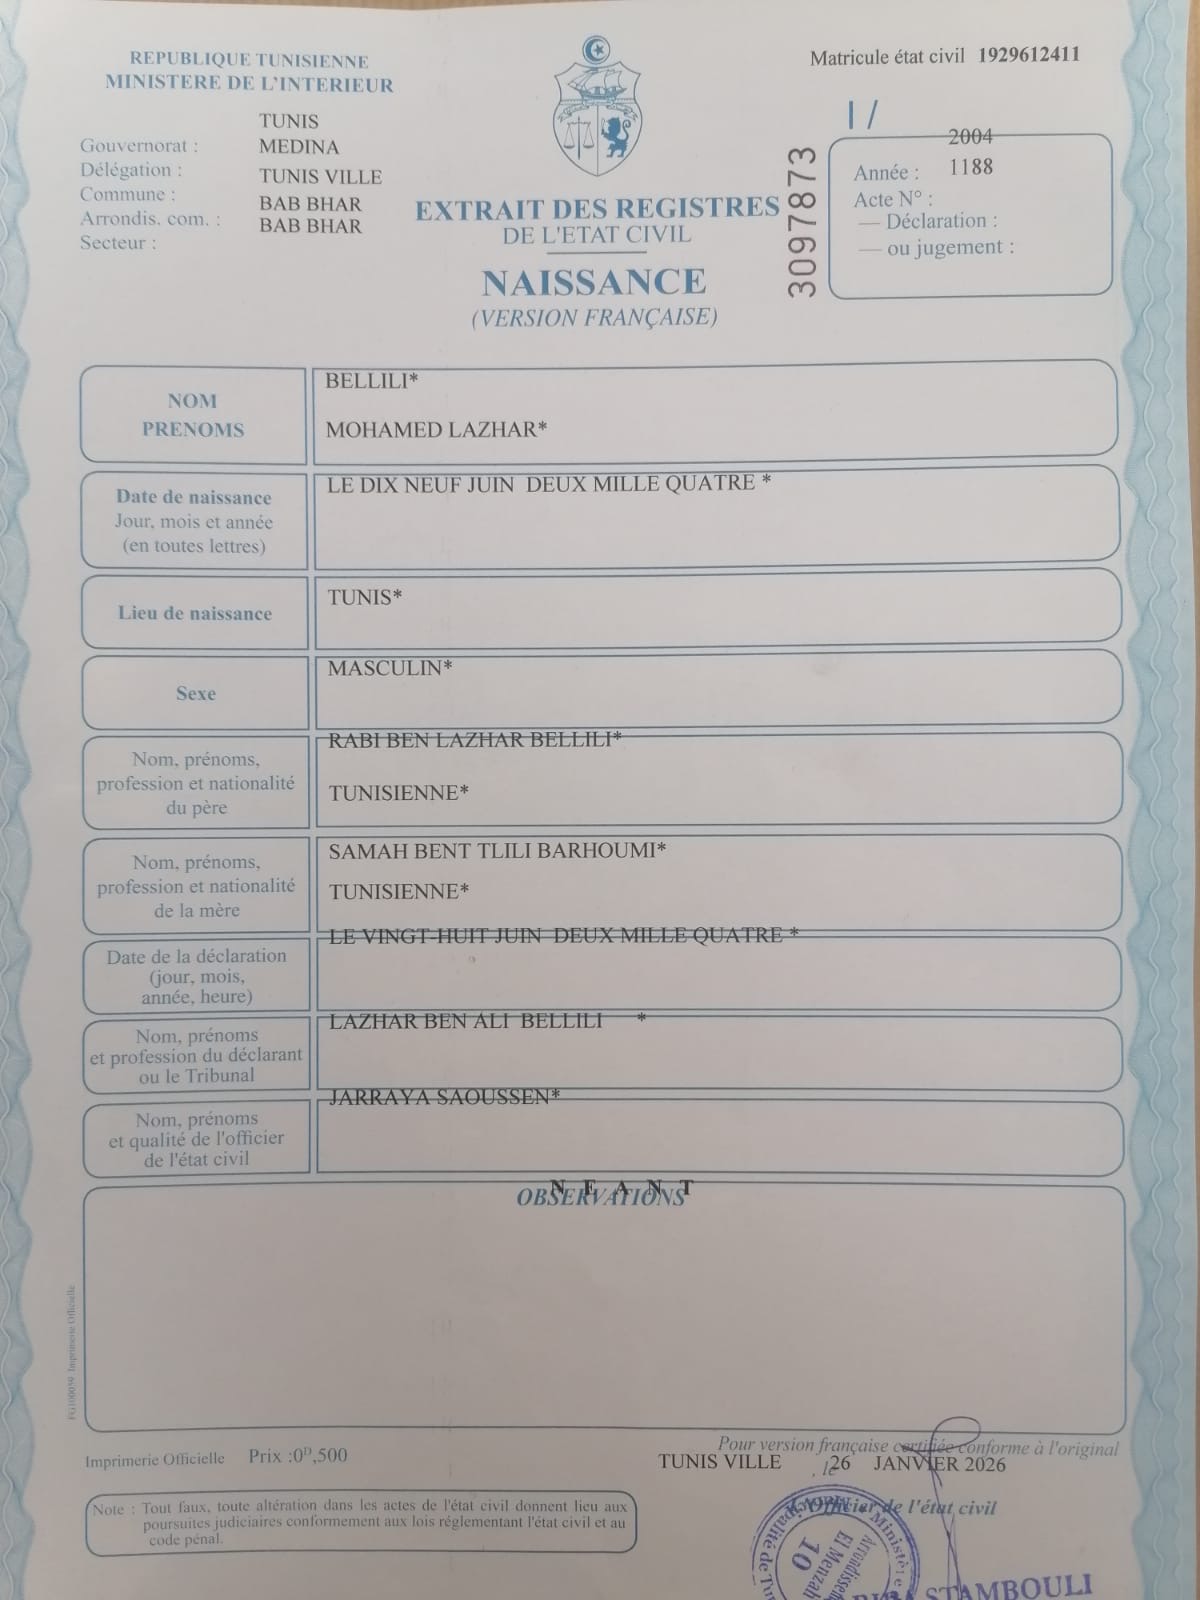 REPUBLIQUE TUNISIENNE
MINISTERE DE L'INTERIEUR
Matricule état civil 1929612411
TUNIS
Gouvernorat : MEDINA
Délégation : TUNIS VILLE
Commune : BAB BHAR
Arrondis. com. : BAB BHAR
Secteur :
EXTRAIT DES REGISTRES
DE L'ETAT CIVIL
NAISSANCE
(VERSION FRANÇAISE)
3097873
I /
2004
Année : 1188
Acte N° :
— Déclaration :
— ou jugement :
NOM
PRENOMS
BELLILI*
MOHAMED LAZHAR*
Date de naissance
Jour, mois et année
(en toutes lettres)
LE DIX NEUF JUIN DEUX MILLE QUATRE *
Lieu de naissance
TUNIS*
Sexe
MASCULIN*
Nom, prénoms,
profession et nationalité
du père
RABI BEN LAZHAR BELLILI*
TUNISIENNE*
Nom, prénoms,
profession et nationalité
de la mère
SAMAH BENT TLILI BARHOUMI*
TUNISIENNE*
Date de la déclaration
(jour, mois,
année, heure)
LE VINGT-HUIT JUIN DEUX MILLE QUATRE *
Nom, prénoms
et profession du déclarant
ou le Tribunal
LAZHAR BEN ALI BELLILI *
Nom, prénoms
et qualité de l'officier
de l'état civil
JARRAYA SAOUSSEN*
N E A N T
OBSERVATIONS
FG100059 Imprimerie Officielle
Imprimerie Officielle Prix :0ᴰ,500
Pour version française certifiée conforme à l'original
TUNIS VILLE , le 26 JANVIER 2026
L'Officier de l'état civil
Note : Tout faux, toute altération dans les actes de l'état civil donnent lieu aux
poursuites judiciaires conformement aux lois réglementant l'état civil et au
code pénal.
El Menzah
10
STAMBOULI